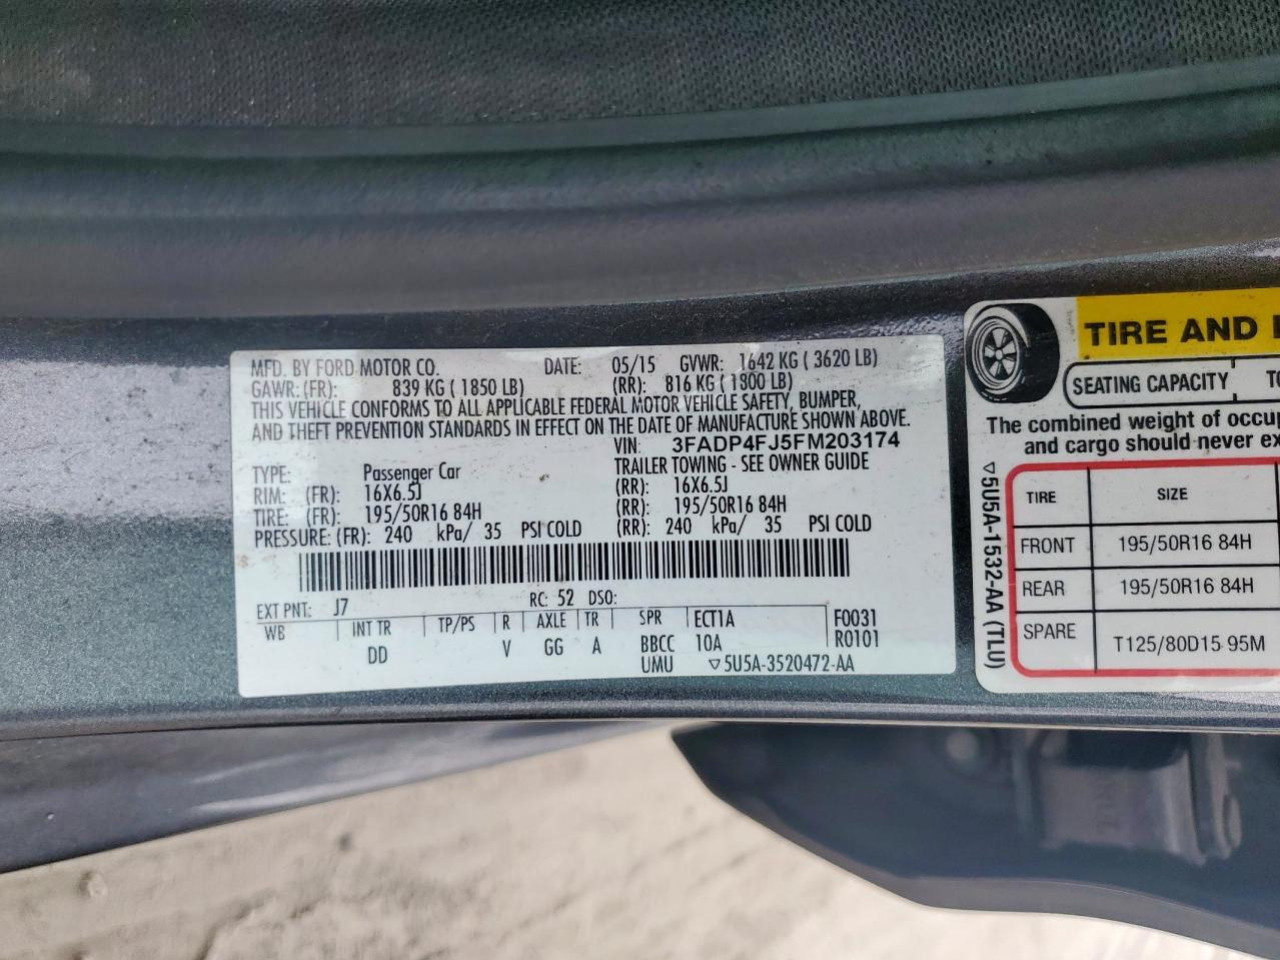 MFD. BY FORD MOTOR CO. DATE: 05/15 GVWR: 1642 KG ( 3620 LB)
GAWR: (FR): 839 KG ( 1850 LB) (RR): 816 KG ( 1800 LB)
THIS VEHICLE CONFORMS TO ALL APPLICABLE FEDERAL MOTOR VEHICLE SAFETY, BUMPER,
AND THEFT PREVENTION STANDARDS IN EFFECT ON THE DATE OF MANUFACTURE SHOWN ABOVE.
VIN: 3FADP4FJ5FM203174
TYPE: Passenger Car TRAILER TOWING - SEE OWNER GUIDE
RIM: (FR): 16X6.5J (RR): 16X6.5J
TIRE: (FR): 195/50R16 84H (RR): 195/50R16 84H
PRESSURE: (FR): 240 kPa/ 35 PSI COLD (RR): 240 kPa/ 35 PSI COLD
EXT PNT: J7 RC: 52 DSO:
WB INT TR TP/PS R AXLE TR SPR ECT1A F0031
DD V GG A BBCC 10A R0101
UMU ▽5U5A-3520472-AA
TIRE AND
SEATING CAPACITY
The combined weight of
and cargo should never
▽5U5A-1532-AA (TLU)
TIRE SIZE
FRONT 195/50R16 84H
REAR 195/50R16 84H
SPARE T125/80D15 95M